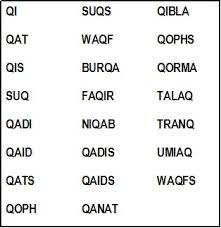 QI SUQS QIBLA
QAT WAQF QOPHS
QIS BURQA QORMA
SUQ FAQIR TALAQ
QADI NIQAB TRANQ
QAID QADIS UMIAQ
QATS QAIDS WAQFS
QOPH QANAT